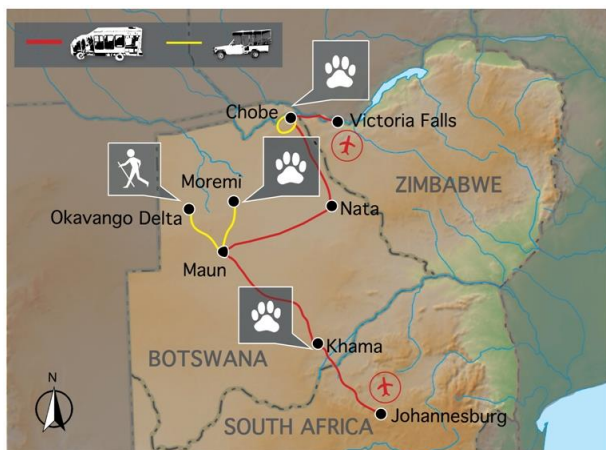 Chobe
Victoria Falls
ZIMBABWE
Moremi
Okavango Delta
Nata
Maun
Khama
BOTSWANA
N
Johannesburg
SOUTH AFRICA